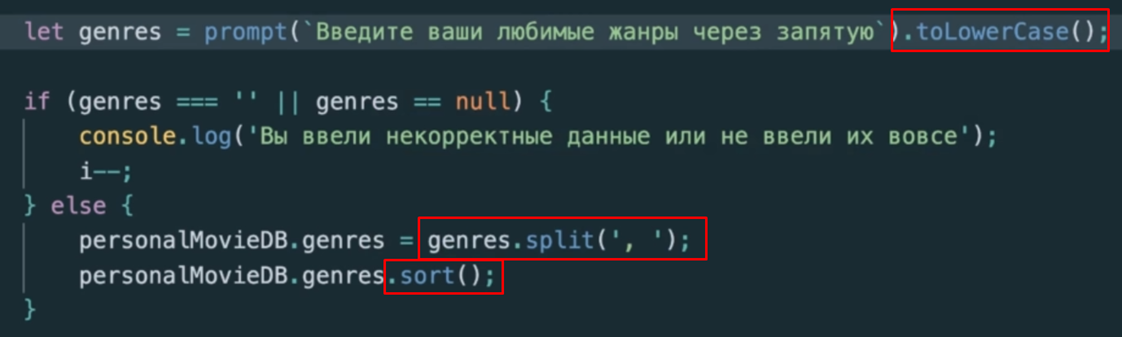 let genres = prompt(`Введите ваши любимые жанры через запятую`).toLowerCase();
if (genres === '' || genres == null) {
console.log('Вы ввели некорректные данные или не ввели их вовсе');
i--;
} else {
personalMovieDB.genres = genres.split(', ');
personalMovieDB.genres.sort();
}